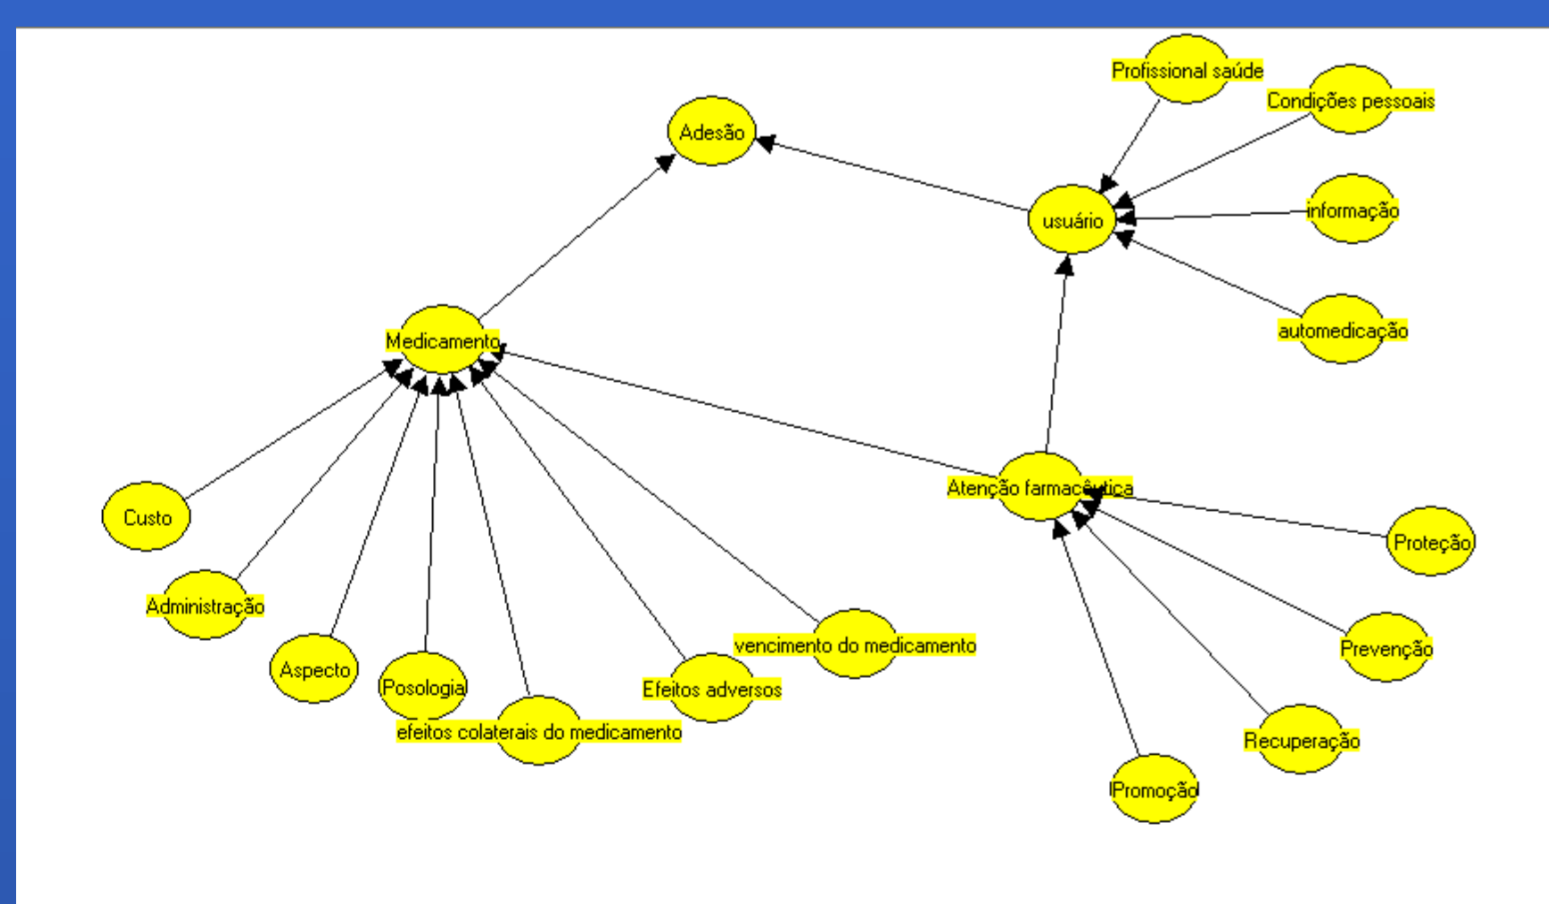 Profissional saúde
Condições pessoais
Adesão
informação
usuário
automedicação
Medicamento
Atenção farmacêutica
Custo
Proteção
Administração
vencimento do medicamento
Prevenção
Aspecto
Posologia
Efeitos adversos
efeitos colaterais do medicamento
Recuperação
Promoção